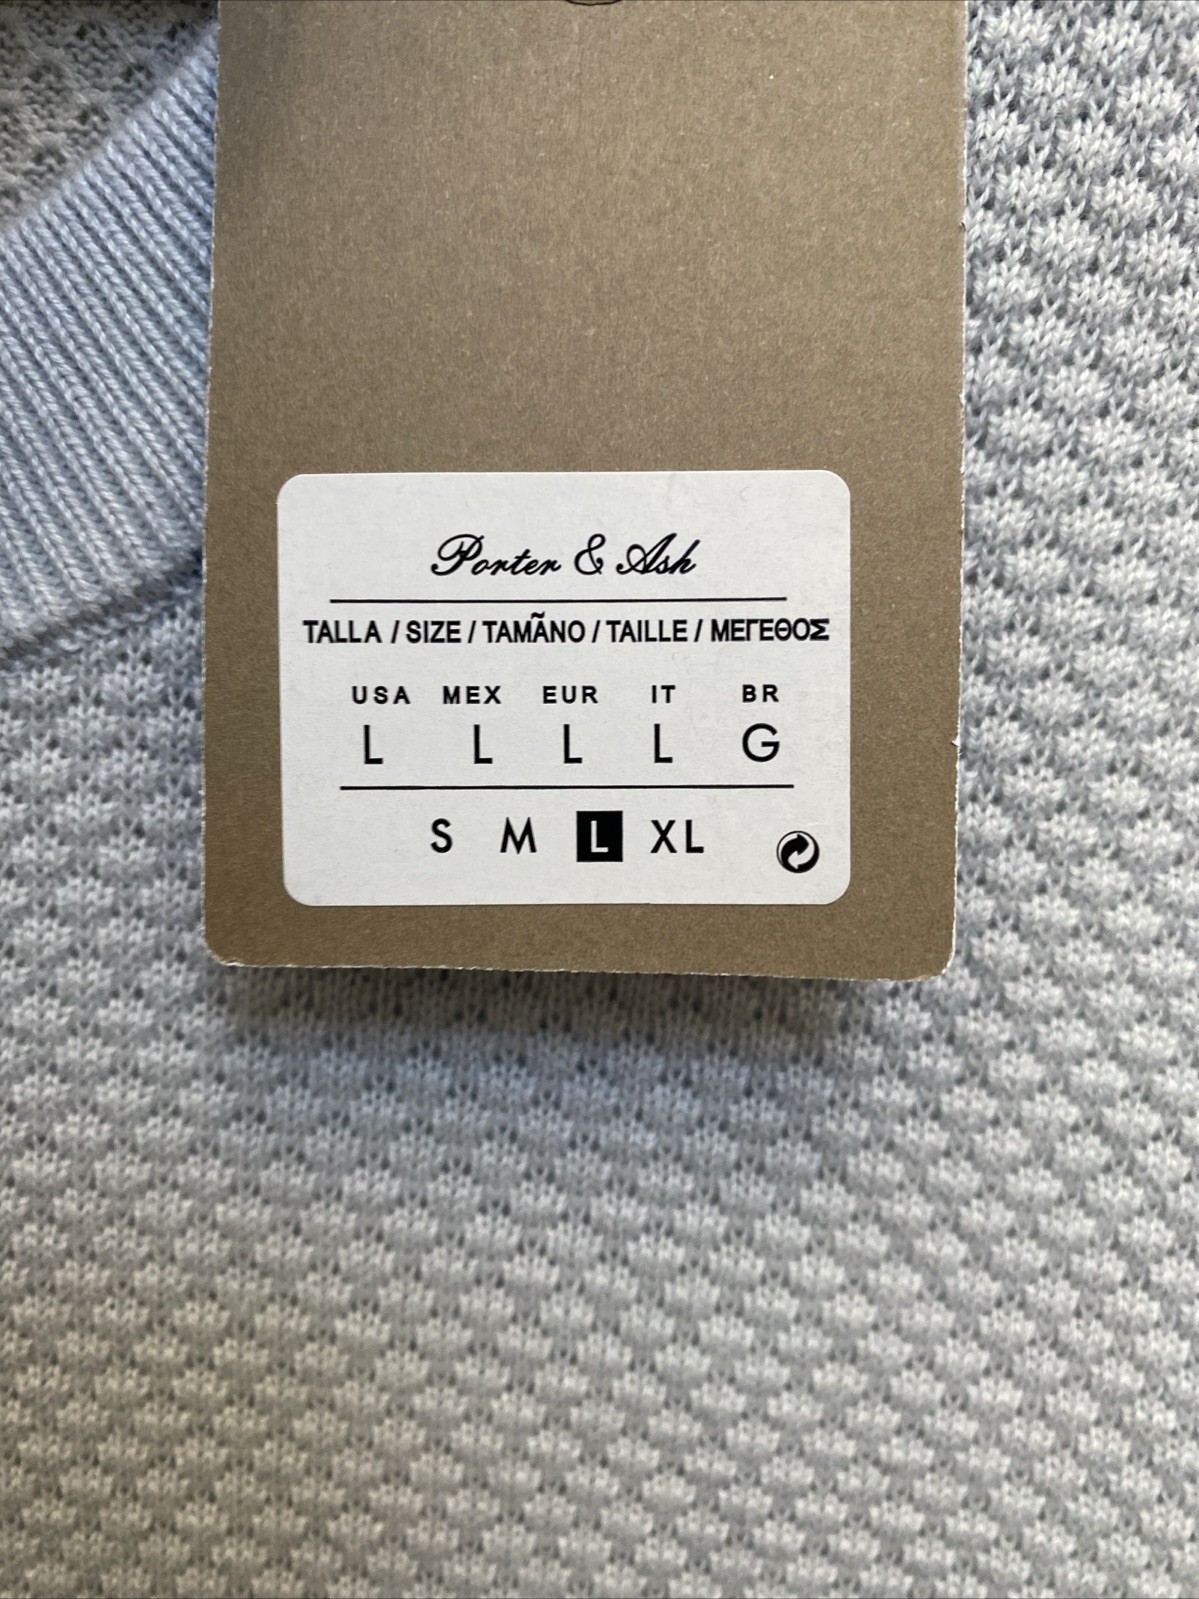 Porter & Ash
TALLA / SIZE / TAMÃNO / TAILLE / ΜΕΓΕΘΟΣ
USA MEX EUR IT BR
L L L L G
S M L XL